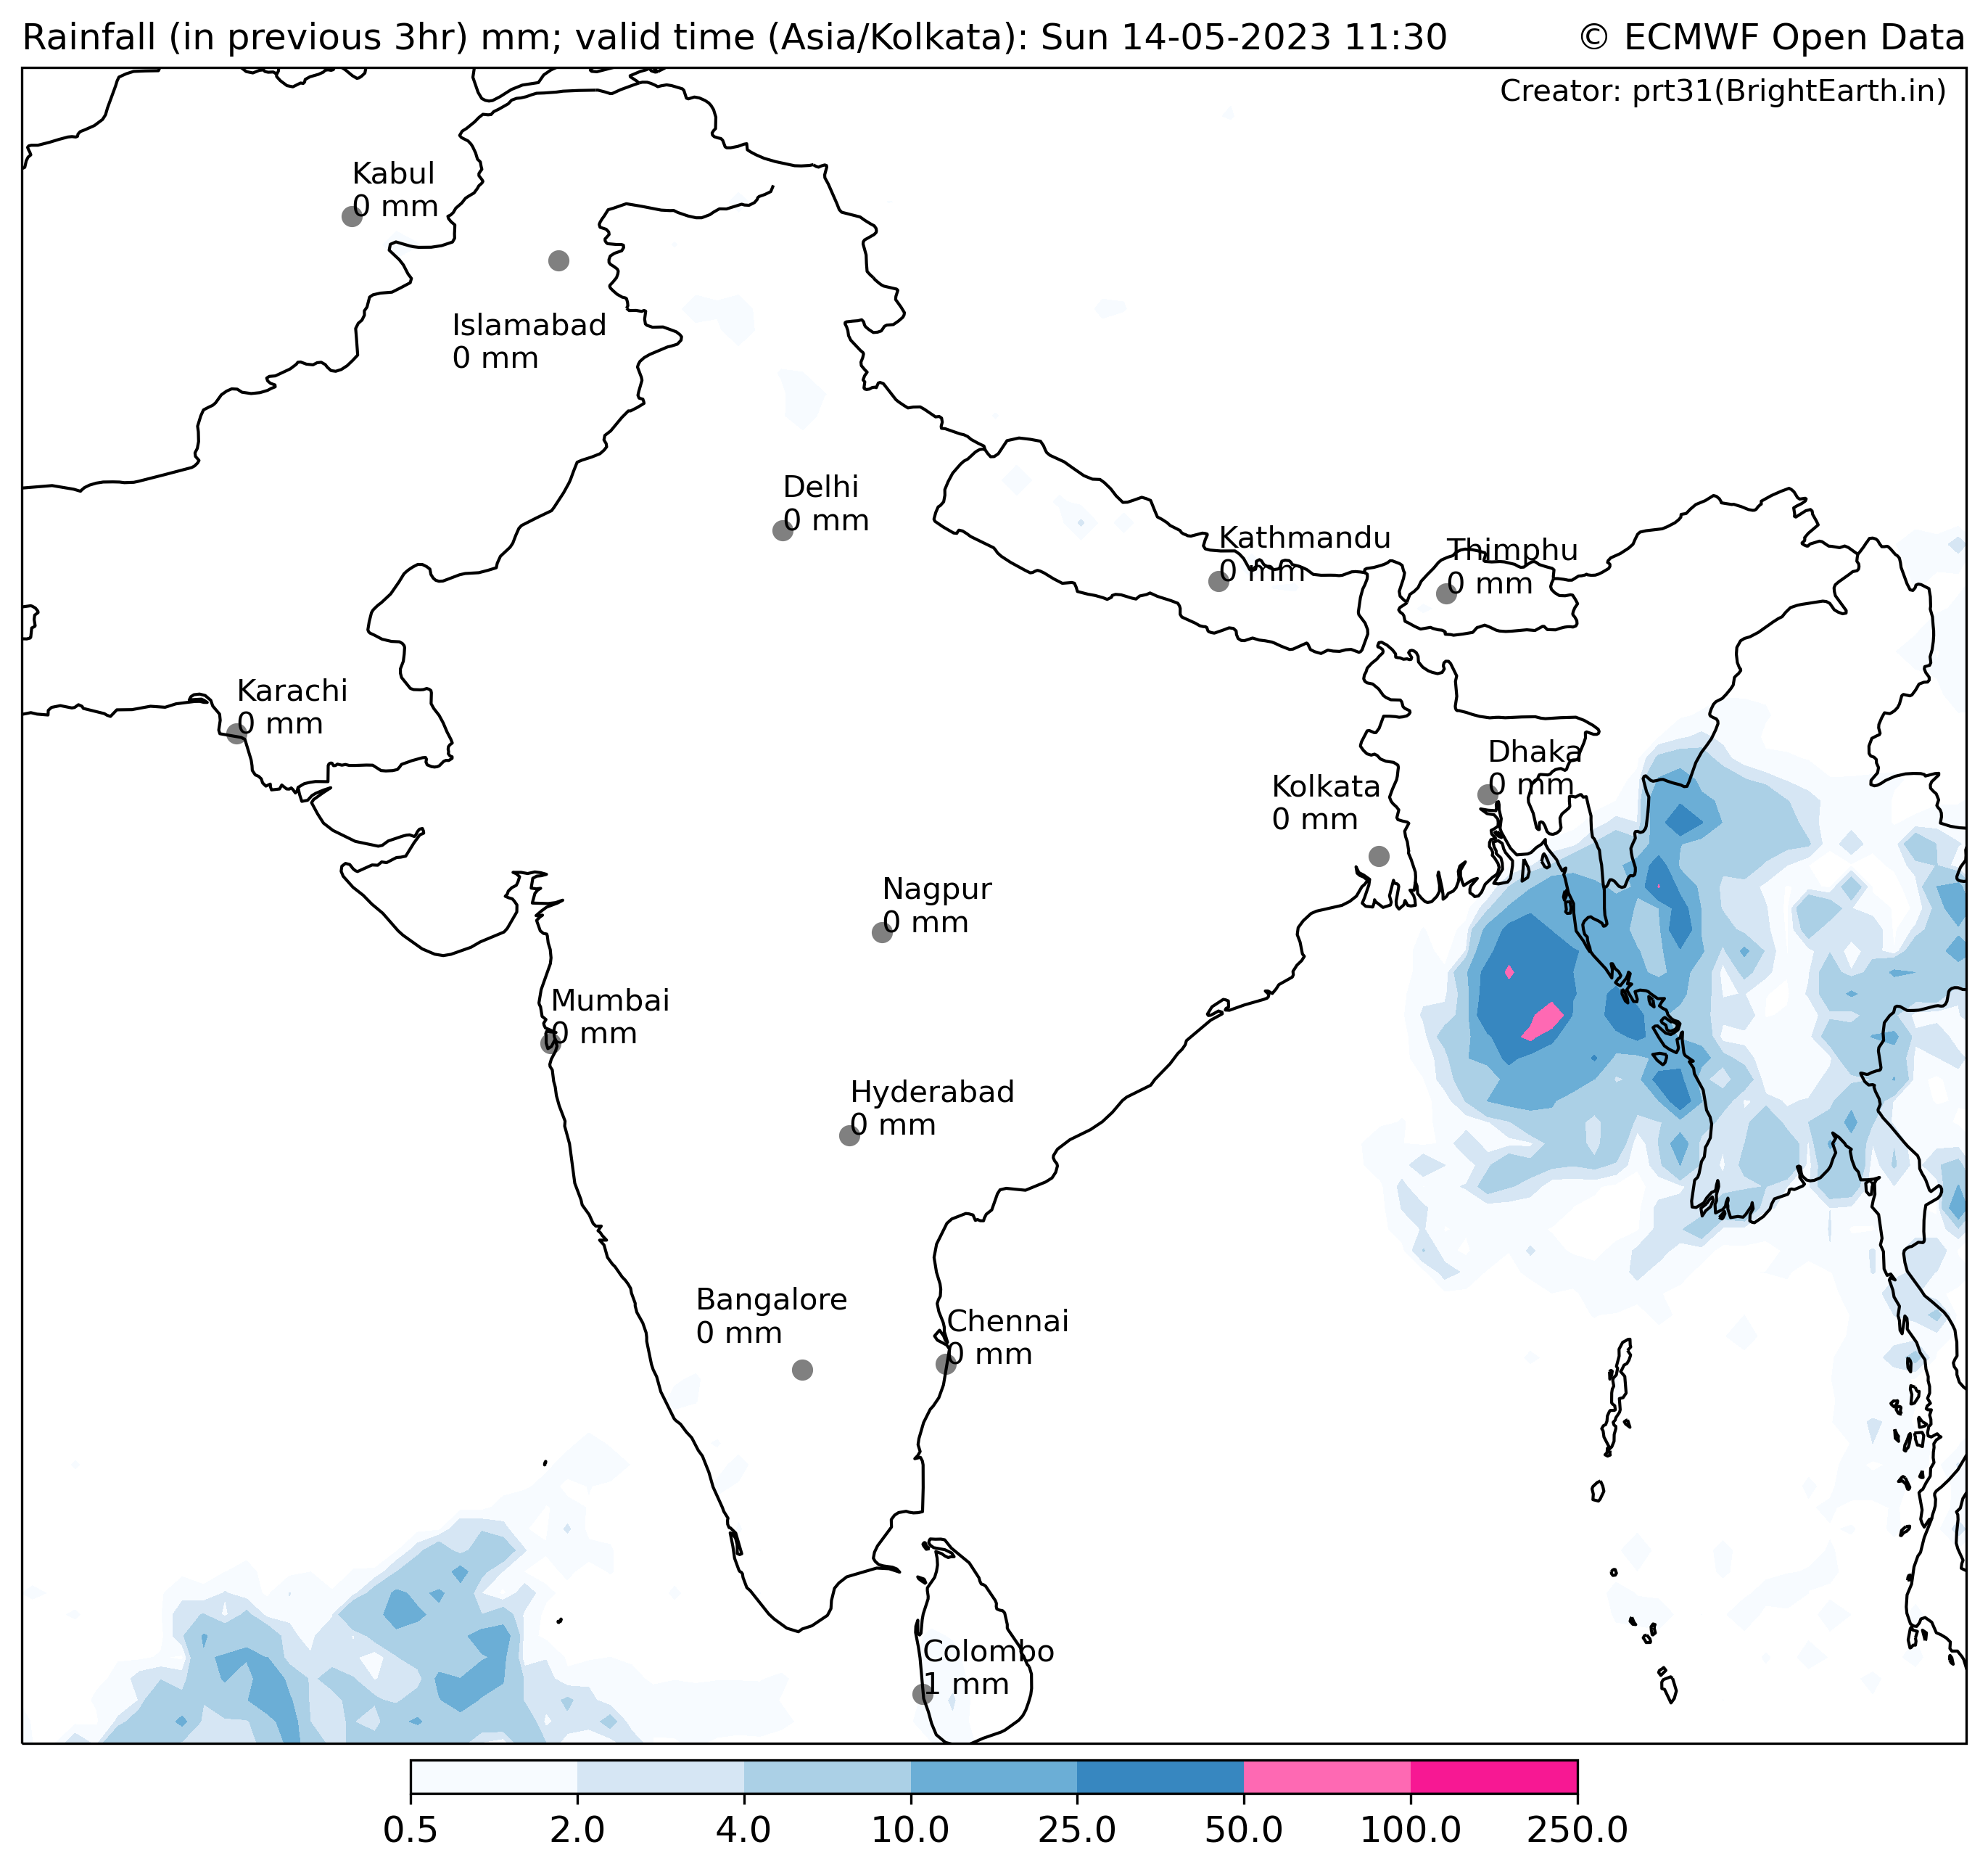 Rainfall (in previous 3hr) mm; valid time (Asia/Kolkata): Sun 14-05-2023 11:30
© ECMWF Open Data
Creator: prt31(BrightEarth.in)
Kabul
0 mm
Islamabad
0 mm
Delhi
0 mm
Kathmandu
0 mm
Thimphu
0 mm
Karachi
0 mm
Dhaka
0 mm
Kolkata
0 mm
Nagpur
0 mm
Mumbai
0 mm
Hyderabad
0 mm
Bangalore
0 mm
Chennai
0 mm
Colombo
1 mm
0.5 2.0 4.0 10.0 25.0 50.0 100.0 250.0